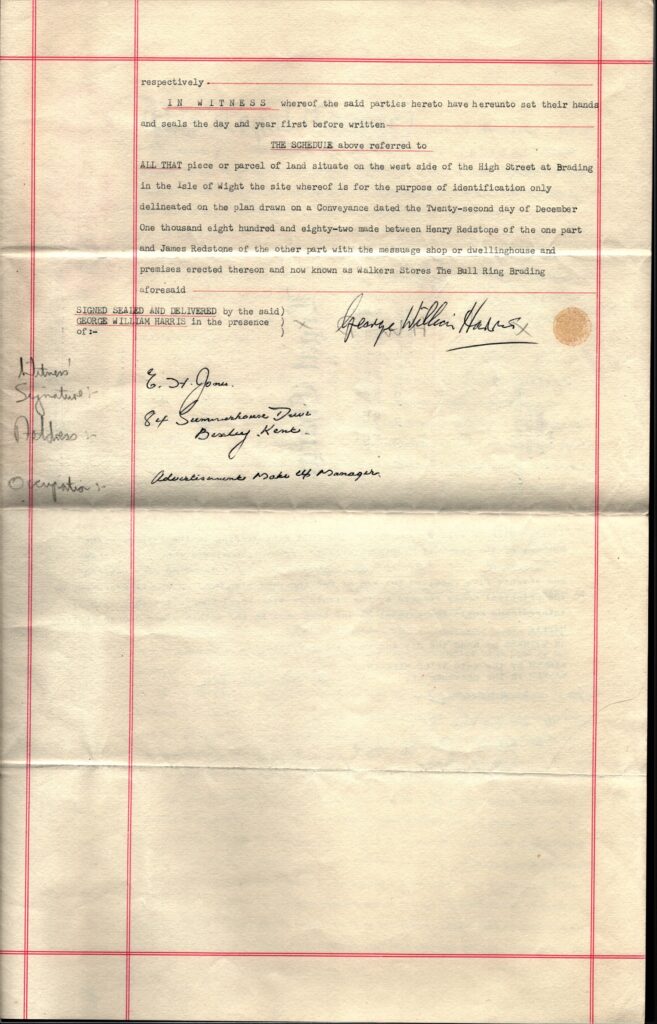 respectively
IN WITNESS whereof the said parties hereto have hereunto set their hands
and seals the day and year first before written
THE SCHEDULE above referred to
ALL THAT piece or parcel of land situate on the west side of the High Street at Brading
in the Isle of Wight the site whereof is for the purpose of identification only
delineated on the plan drawn on a Conveyance dated the Twenty-second day of December
One thousand eight hundred and eighty-two made between Henry Redstone of the one part
and James Redstone of the other part with the messuage shop or dwellinghouse and
premises erected thereon and now known as Walkers Stores The Bull Ring Brading
aforesaid
SIGNED SEALED AND DELIVERED by the said)
GEORGE WILLIAM HARRIS in the presence )
of:- )
x George William Harris x
Witness'
Signature:- E. H. Jones.
Address:- 84 Summerhouse Drive
Bexley Kent.
Occupation:- Advertisement Make Up Manager.